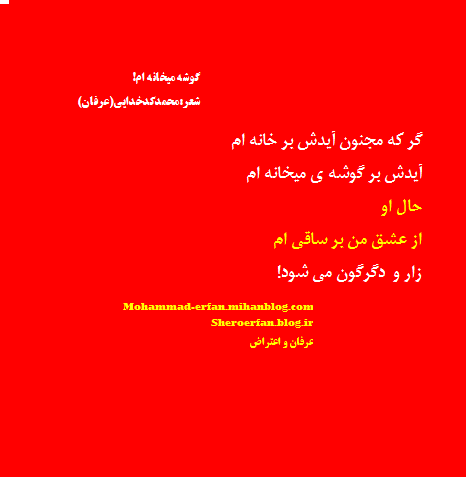 گوشه میخانه ام!
شعر:محمدکدخدایی(عرفان)
گر که مجنون آیدش بر خانه ام
آیدش بر گوشه ی میخانه ام
حال او
از عشق من بر ساقی ام
زار و دگرگون می شود!
Mohammad-erfan.mihanblog.com
Sheroerfan.blog.ir
عرفان و اعتراض